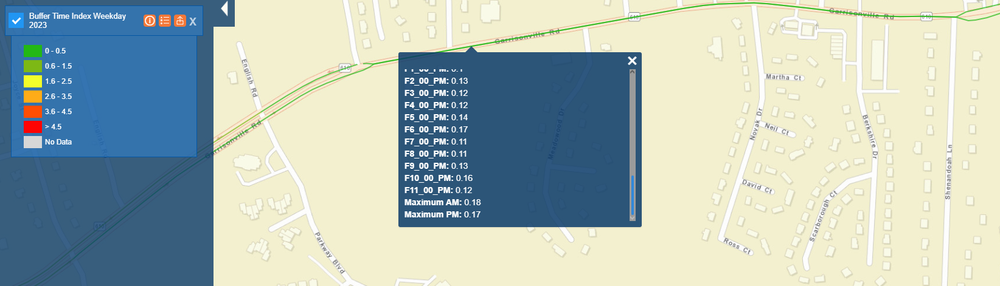 Buffer Time Index Weekday
2023
X
0 - 0.5
0.6 - 1.5
1.6 - 2.5
2.6 - 3.5
3.6 - 4.5
> 4.5
No Data
English Rd
610
English Rd
Garrisonville Rd
610
Garrisonville Rd
610
Garrisonville Rd
610
F1_00_PM: 0.1
F2_00_PM: 0.13
F3_00_PM: 0.12
F4_00_PM: 0.12
F5_00_PM: 0.14
F6_00_PM: 0.17
F7_00_PM: 0.11
F8_00_PM: 0.11
F9_00_PM: 0.13
F10_00_PM: 0.16
F11_00_PM: 0.12
Maximum AM: 0.18
Maximum PM: 0.17
Meadowood Dr
Parkway Blvd
Martha Ct
Novak Dr
Neil Ct
David Ct
Ross Ct
Berkshire Dr
Scarborough Ct
Shenandoah Ln